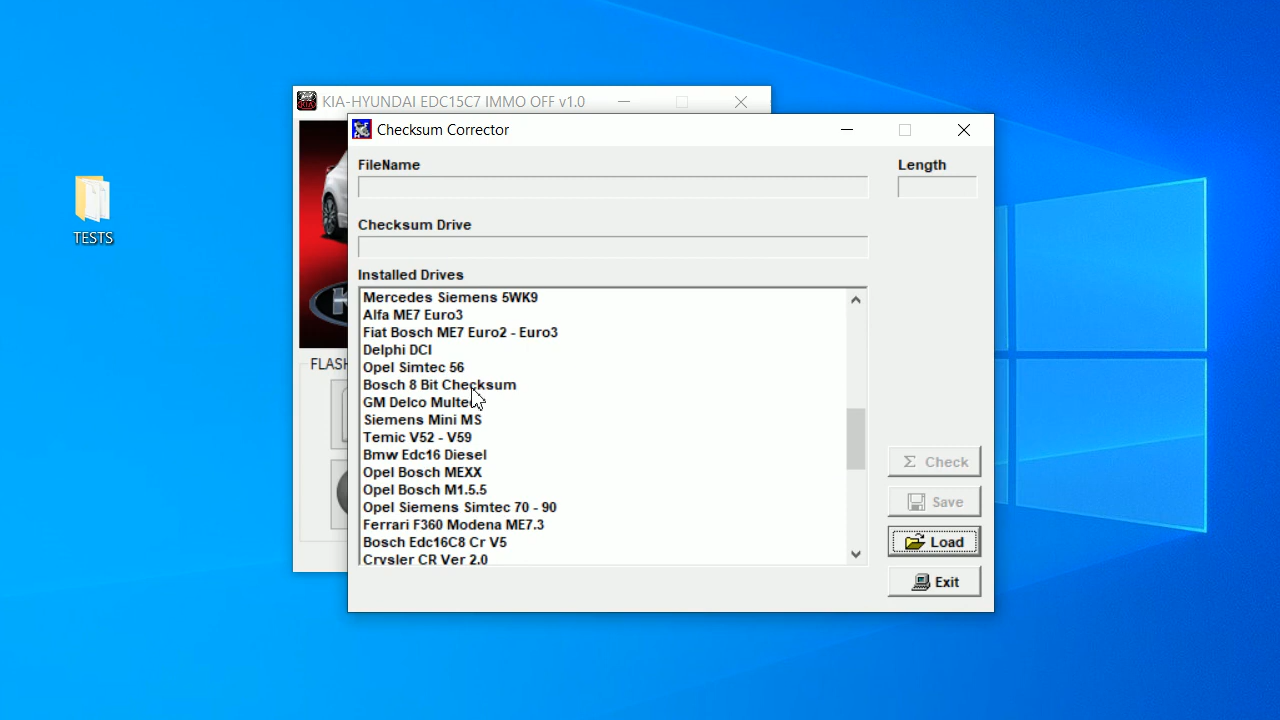 KIA-HYUNDAI EDC15C7 IMMO OFF v1.0
Checksum Corrector
FileName
Length
TESTS
Checksum Drive
Installed Drives
Mercedes Siemens 5WK9
Alfa ME7 Euro3
Fiat Bosch ME7 Euro2 - Euro3
Delphi DCI
FLASH
Opel Simtec 56
Bosch 8 Bit Checksum
GM Delco Multec
Siemens Mini MS
Temic V52 - V59
Bmw Edc16 Diesel
Σ Check
Opel Bosch MEXX
Opel Bosch M1.5.5
Save
Opel Siemens Simtec 70 - 90
Ferrari F360 Modena ME7.3
Bosch Edc16C8 Cr V5
Load
Crysler CR Ver 2.0
Exit